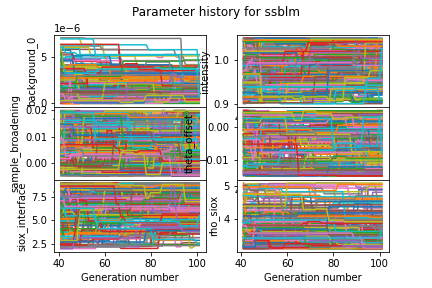 Parameter history for ssblm
1e−6
background_0
5
0
intensity
1.0
0.9
sample_broadening
0.02
0.01
0.00
theta_offset
0.00
−0.01
siox_interface
7.5
5.0
2.5
rho_siox
5
4
40 60 80 100
40 60 80 100
Generation number
Generation number